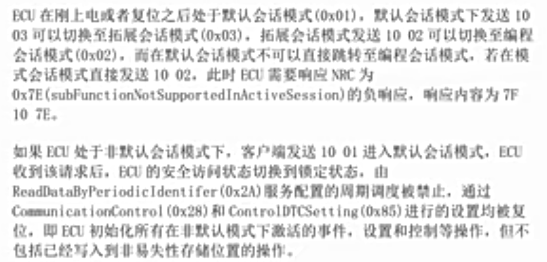 ECU 在刚上电或者复位之后处于默认会话模式(0x01)，默认会话模式下发送 10
03 可以切换至拓展会话模式(0x03)，拓展会话模式发送 10 02 可以切换至编程
会话模式(0x02)，而在默认会话模式不可以直接跳转至编程会话模式，若在模
式会话模式直接发送 10 02，此时 ECU 需要响应 NRC 为
0x7E(subFunctionNotSupportedInActiveSession)的负响应，响应内容为 7F
10 7E。
如果 ECU 处于非默认会话模式下，客户端发送 10 01 进入默认会话模式，ECU
收到该请求后，ECU 的安全访问状态切换到锁定状态，由
ReadDataByPeriodicIdentifer(0x2A)服务配置的周期调度被禁止，通过
CommunicationControl(0x28)和 ControlDTCSetting(0x85)进行的设置均被复
位，即 ECU 初始化所有在非默认模式下激活的事件，设置和控制等操作，但不
包括已经写入到非易失性存储位置的操作。